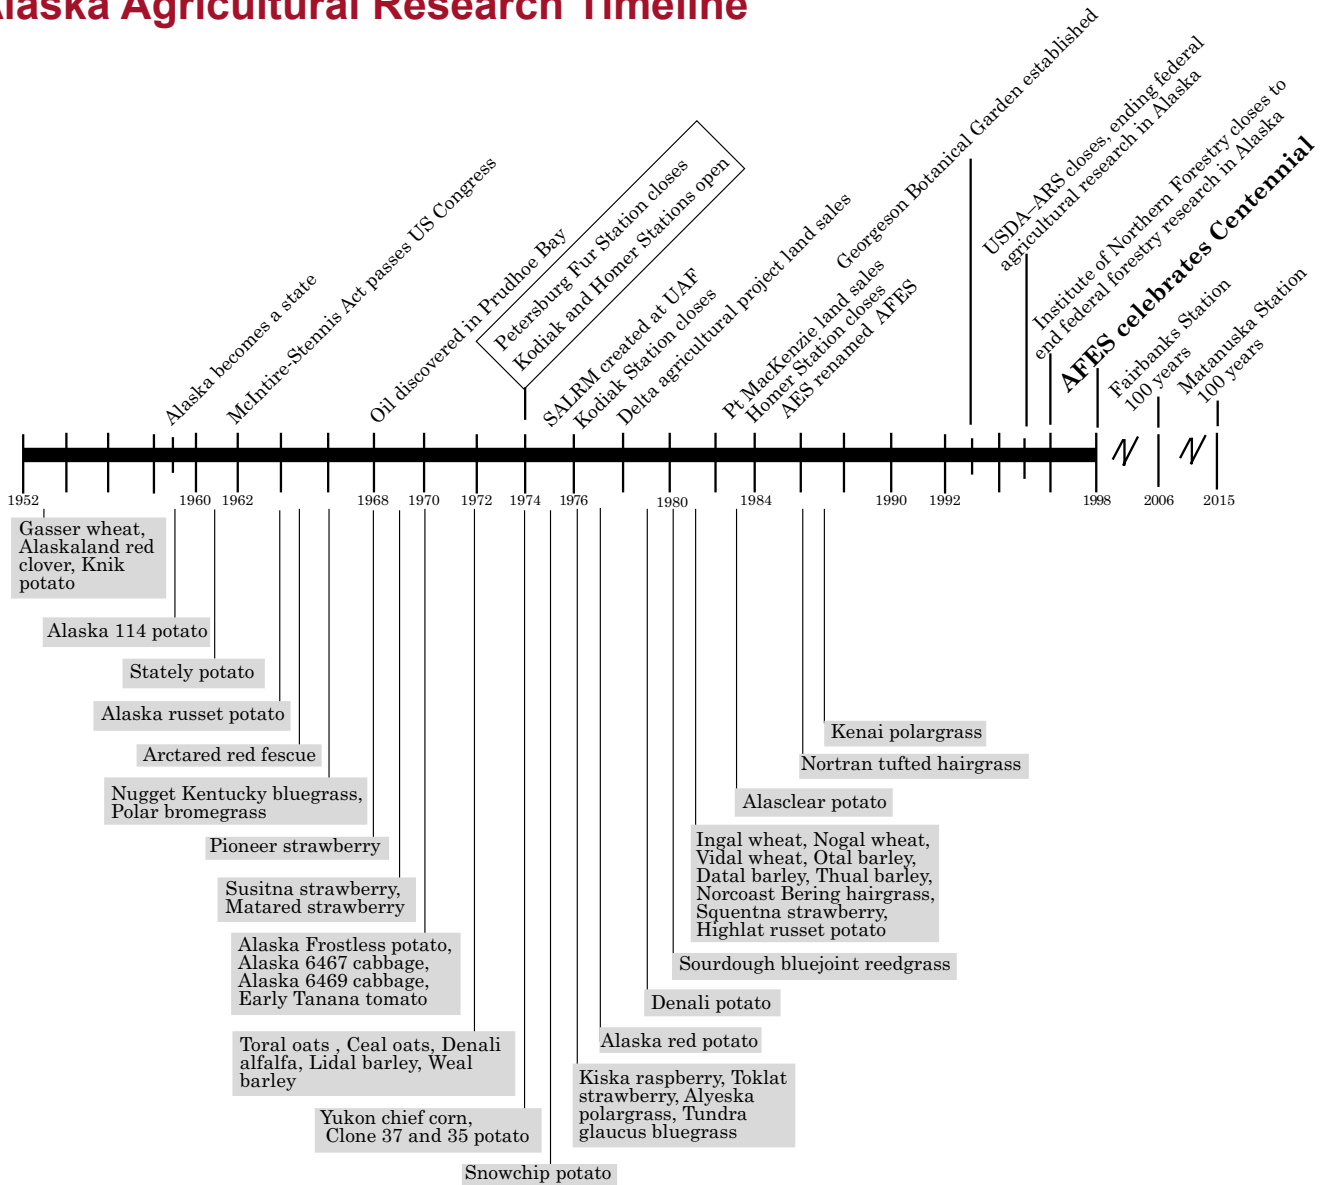 Alaska Agricultural Research Timeline
Alaska becomes a state
McIntire-Stennis Act passes US Congress
Oil discovered in Prudhoe Bay
Petersburg Fur Station closes
Kodiak and Homer Stations open
SALRM created at UAF
Kodiak Station closes
Delta agricultural project land sales
Pt MacKenzie land sales
Homer Station closes
AES renamed AFES
Georgeson Botanical Garden established
USDA–ARS closes, ending federal
agricultural research in Alaska
Institute of Northern Forestry closes to
end federal forestry research in Alaska
AFES celebrates Centennial
Fairbanks Station
100 years
Matanuska Station
100 years
1952
1960
1962
1968
1970
1972
1974
1976
1980
1984
1990
1992
1998
2006
2015
Gasser wheat,
Alaskaland red
clover, Knik
potato
Alaska 114 potato
Stately potato
Alaska russet potato
Arctared red fescue
Nugget Kentucky bluegrass,
Polar bromegrass
Pioneer strawberry
Susitna strawberry,
Matared strawberry
Alaska Frostless potato,
Alaska 6467 cabbage,
Alaska 6469 cabbage,
Early Tanana tomato
Toral oats , Ceal oats, Denali
alfalfa, Lidal barley, Weal
barley
Yukon chief corn,
Clone 37 and 35 potato
Snowchip potato
Kiska raspberry, Toklat
strawberry, Alyeska
polargrass, Tundra
glaucus bluegrass
Alaska red potato
Denali potato
Sourdough bluejoint reedgrass
Ingal wheat, Nogal wheat,
Vidal wheat, Otal barley,
Datal barley, Thual barley,
Norcoast Bering hairgrass,
Squentna strawberry,
Highlat russet potato
Alasclear potato
Nortran tufted hairgrass
Kenai polargrass